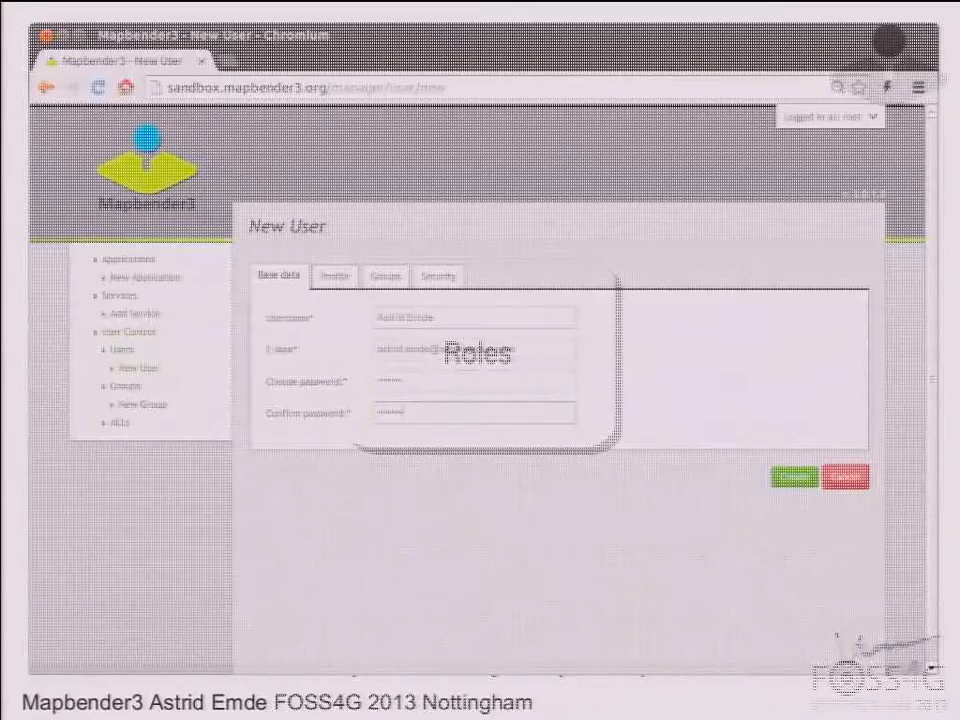 Mapbender3 - New User - Chromium
Mapbender3 - New User
sandbox.mapbender3.org/manager/user/new
Logged in as: root
Mapbender3
New User
Applications
New Application
Services
Add Service
User Control
Users
New User
Groups
New Group
ACLs
Base data
Profile
Groups
Security
Username*
Astrid Emde
E-Mail*
Roles
Choose password:*
Confirm password:*
Create
Cancel
FOSS4G
Mapbender3 Astrid Emde FOSS4G 2013 Nottingham